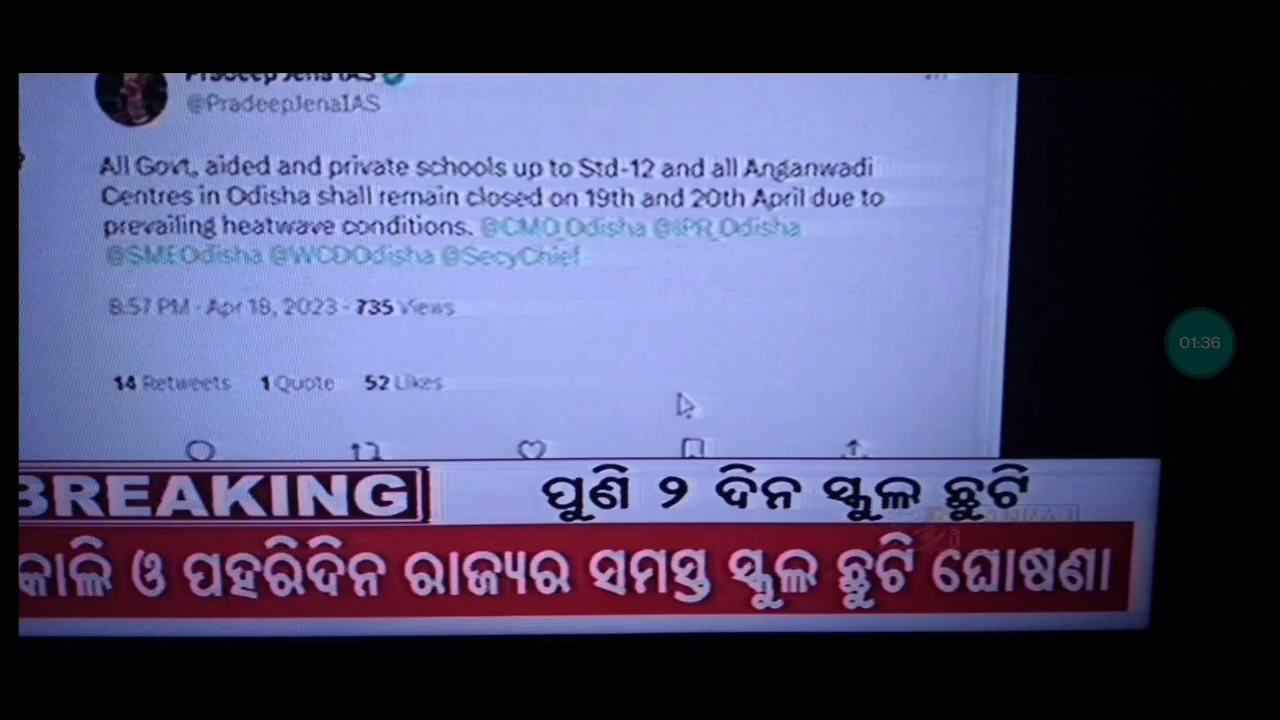 Pradeep Jena IAS
@PradeepJenaIAS
All Govt, aided and private schools up to Std-12 and all Anganwadi
Centres in Odisha shall remain closed on 19th and 20th April due to
prevailing heatwave conditions. @CMO_Odisha @IPR_Odisha
@SMEOdisha @WCDOdisha @SecyChief
8:57 PM - Apr 18, 2023 - 735 Views
14 Retweets 1 Quote 52 Likes
01:36
BREAKING ପୁଣି ୨ ଦିନ ସ୍କୁଲ ଛୁଟି
କାଲି ଓ ପହରିଦିନ ରାଜ୍ୟର ସମସ୍ତ ସ୍କୁଲ ଛୁଟି ଘୋଷଣା